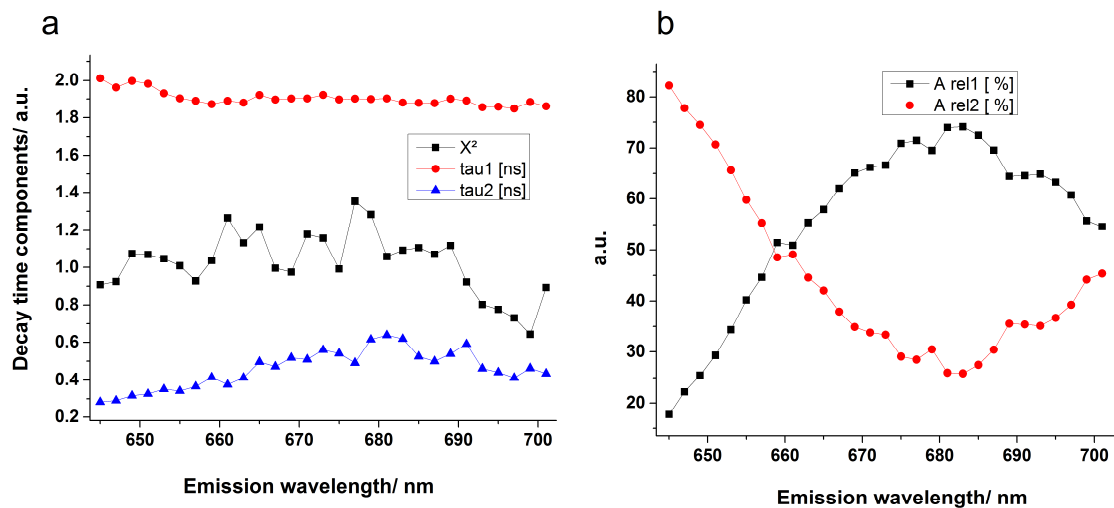 a
Decay time components/ a.u.
2.0
1.8
1.6
1.4
1.2
1.0
0.8
0.6
0.4
0.2
X²
tau1 [ns]
tau2 [ns]
650 660 670 680 690 700
Emission wavelength/ nm
b
a.u.
80
70
60
50
40
30
20
A rel1 [ %]
A rel2 [ %]
650 660 670 680 690 700
Emission wavelength/ nm